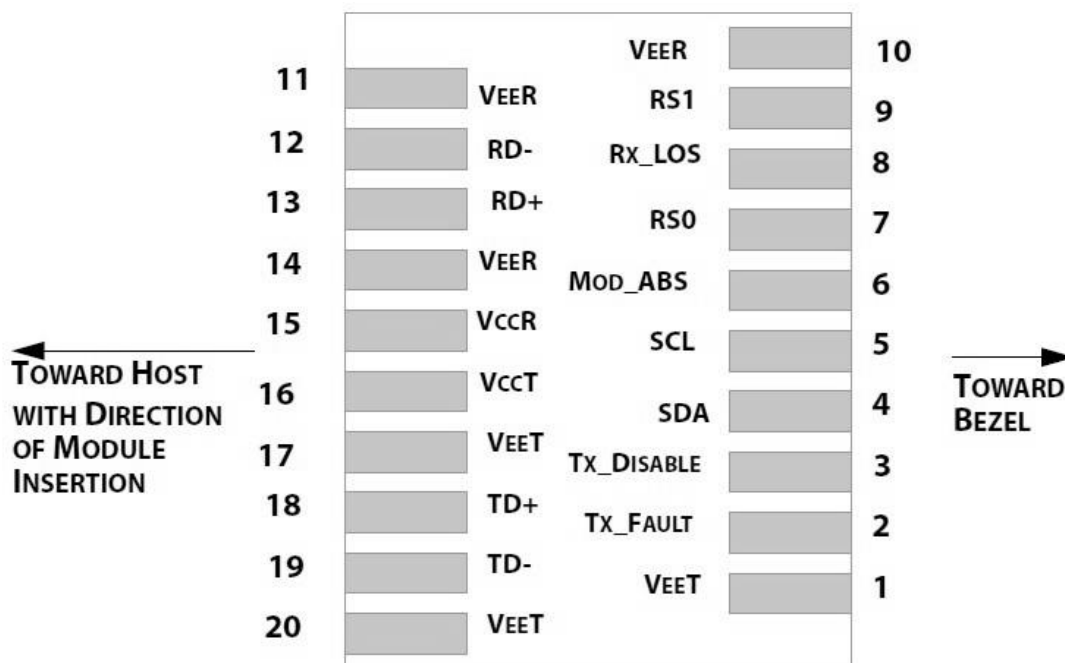 VEER 10
11 VEER
RS1 9
12 RD-
RX_LOS 8
13 RD+
RS0 7
14 VEER
MOD_ABS 6
15 VCCR
SCL 5
TOWARD HOST
WITH DIRECTION
OF MODULE
INSERTION
16 VCCT
TOWARD
BEZEL
SDA 4
17 VEET
TX_DISABLE 3
18 TD+
TX_FAULT 2
19 TD-
VEET 1
20 VEET